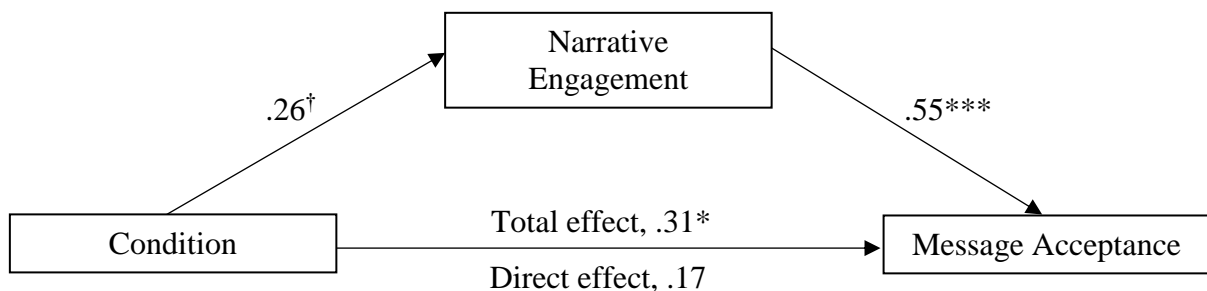 Narrative
Engagement
.26†
.55***
Condition
Total effect, .31*
Direct effect, .17
Message Acceptance